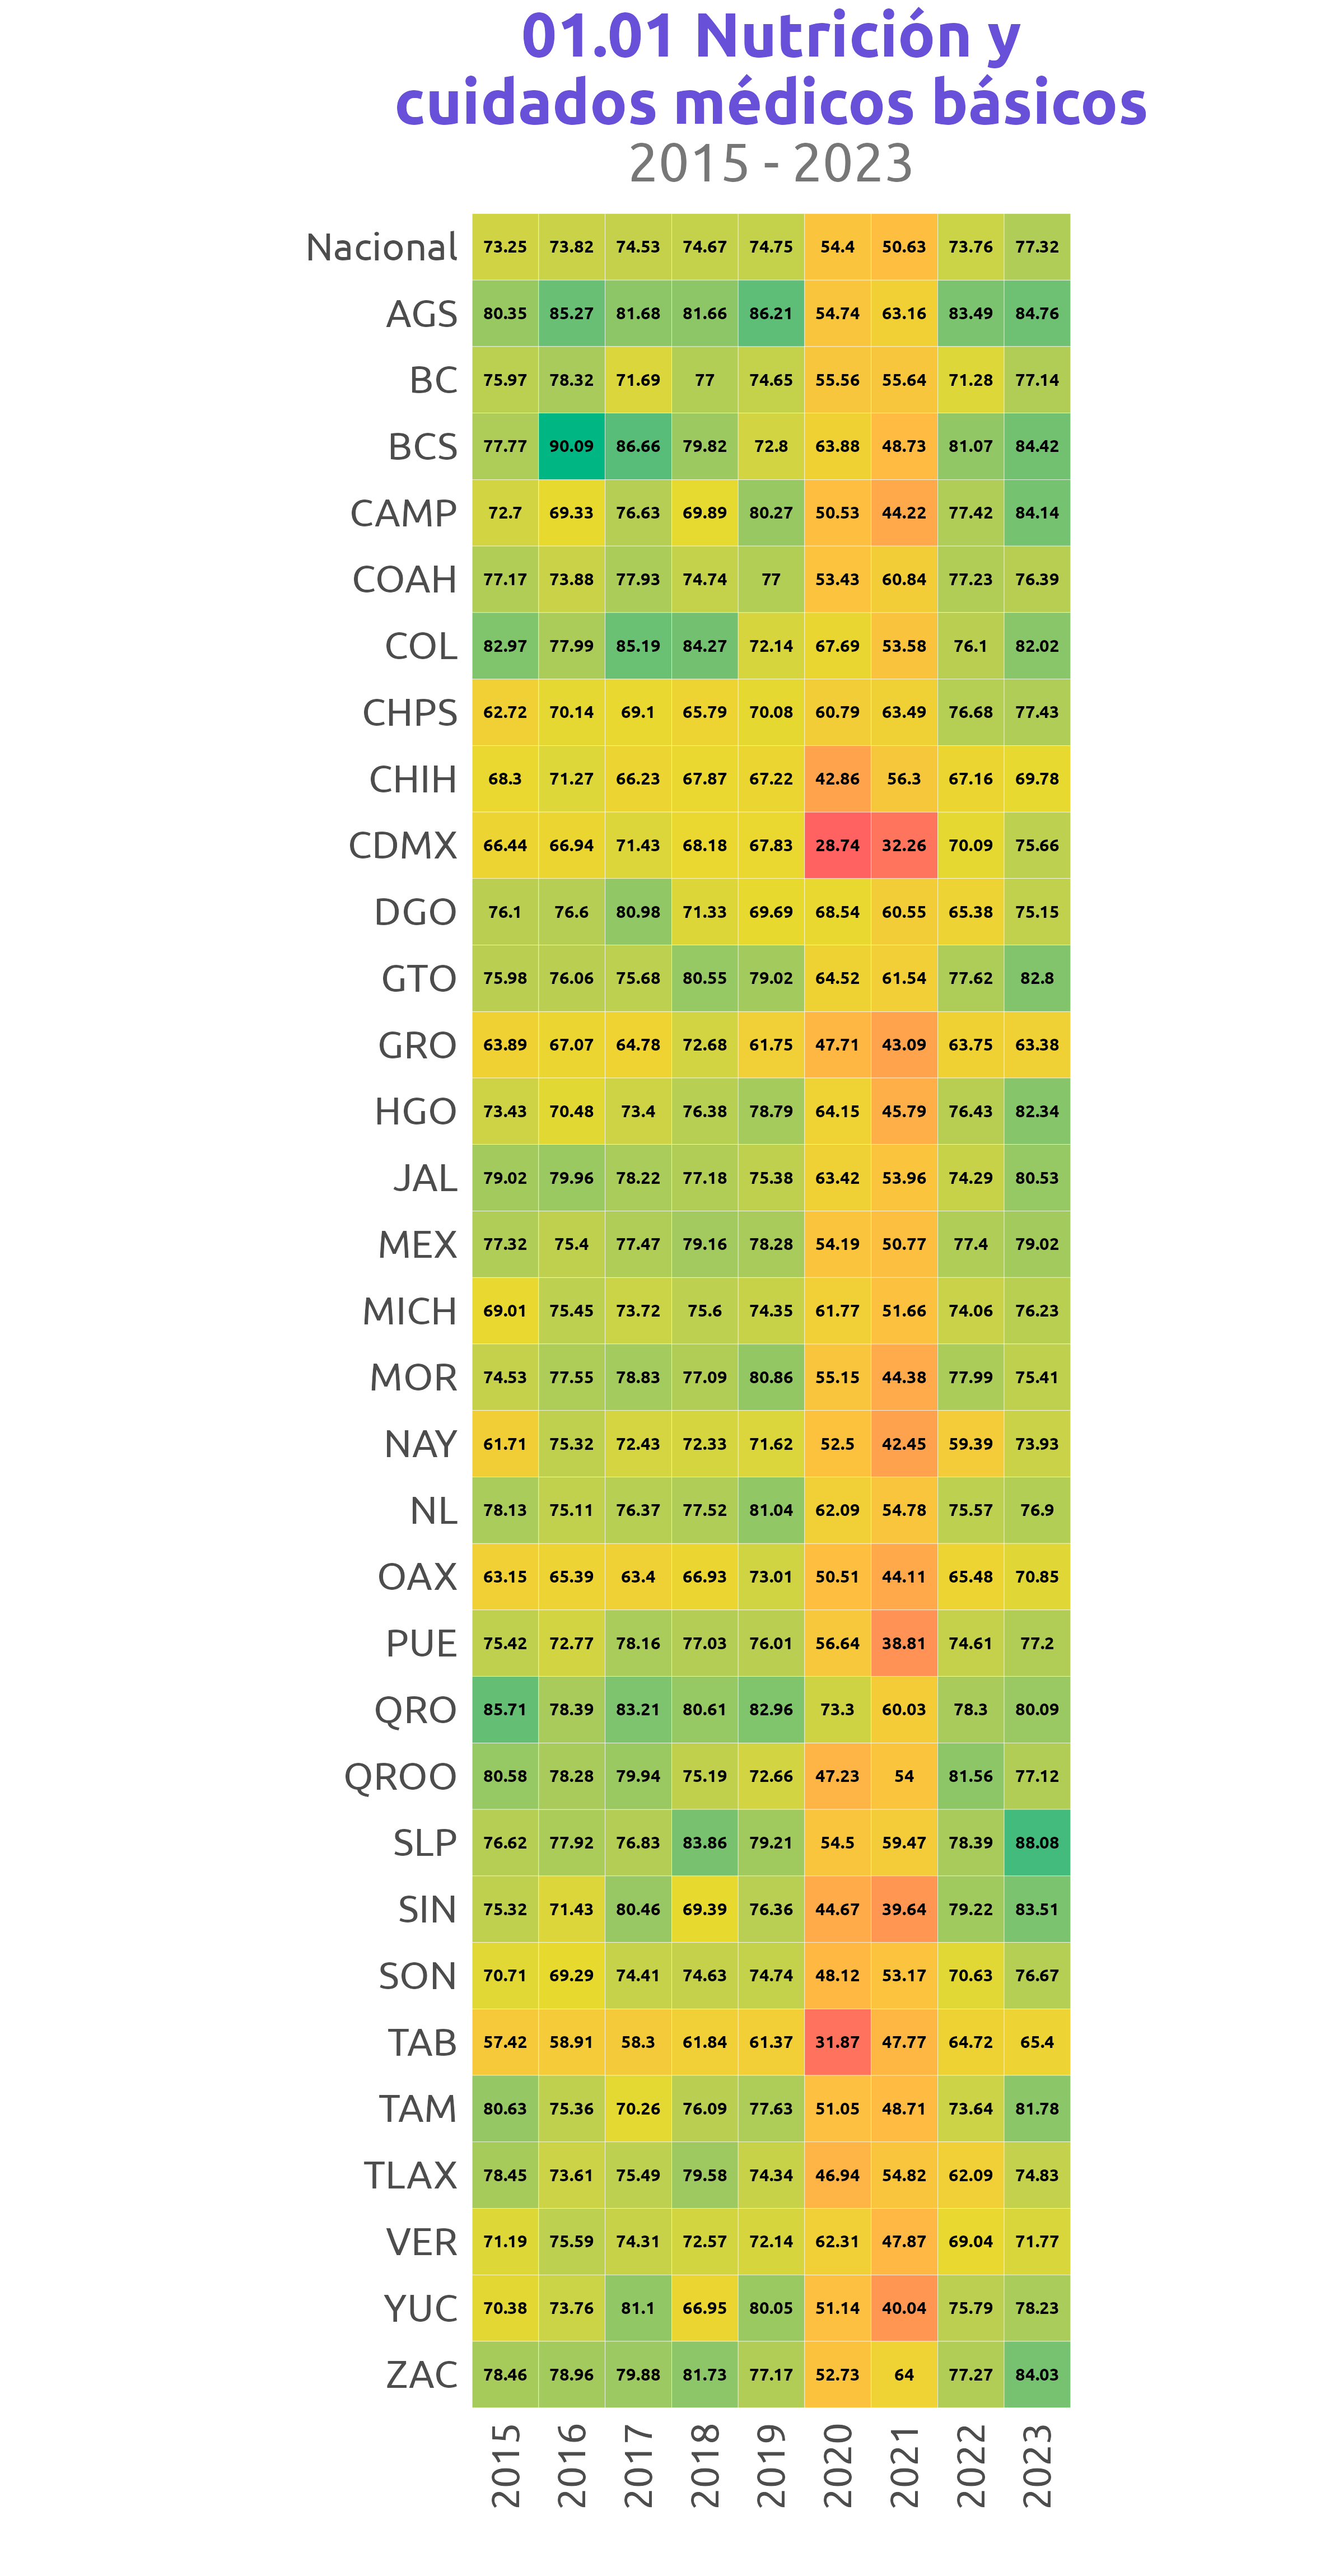 01.01 Nutrición y
cuidados médicos básicos
2015 - 2023
Nacional 73.25 73.82 74.53 74.67 74.75 54.4 50.63 73.76 77.32
AGS 80.35 85.27 81.68 81.66 86.21 54.74 63.16 83.49 84.76
BC 75.97 78.32 71.69 77 74.65 55.56 55.64 71.28 77.14
BCS 77.77 90.09 86.66 79.82 72.8 63.88 48.73 81.07 84.42
CAMP 72.7 69.33 76.63 69.89 80.27 50.53 44.22 77.42 84.14
COAH 77.17 73.88 77.93 74.74 77 53.43 60.84 77.23 76.39
COL 82.97 77.99 85.19 84.27 72.14 67.69 53.58 76.1 82.02
CHPS 62.72 70.14 69.1 65.79 70.08 60.79 63.49 76.68 77.43
CHIH 68.3 71.27 66.23 67.87 67.22 42.86 56.3 67.16 69.78
CDMX 66.44 66.94 71.43 68.18 67.83 28.74 32.26 70.09 75.66
DGO 76.1 76.6 80.98 71.33 69.69 68.54 60.55 65.38 75.15
GTO 75.98 76.06 75.68 80.55 79.02 64.52 61.54 77.62 82.8
GRO 63.89 67.07 64.78 72.68 61.75 47.71 43.09 63.75 63.38
HGO 73.43 70.48 73.4 76.38 78.79 64.15 45.79 76.43 82.34
JAL 79.02 79.96 78.22 77.18 75.38 63.42 53.96 74.29 80.53
MEX 77.32 75.4 77.47 79.16 78.28 54.19 50.77 77.4 79.02
MICH 69.01 75.45 73.72 75.6 74.35 61.77 51.66 74.06 76.23
MOR 74.53 77.55 78.83 77.09 80.86 55.15 44.38 77.99 75.41
NAY 61.71 75.32 72.43 72.33 71.62 52.5 42.45 59.39 73.93
NL 78.13 75.11 76.37 77.52 81.04 62.09 54.78 75.57 76.9
OAX 63.15 65.39 63.4 66.93 73.01 50.51 44.11 65.48 70.85
PUE 75.42 72.77 78.16 77.03 76.01 56.64 38.81 74.61 77.2
QRO 85.71 78.39 83.21 80.61 82.96 73.3 60.03 78.3 80.09
QROO 80.58 78.28 79.94 75.19 72.66 47.23 54 81.56 77.12
SLP 76.62 77.92 76.83 83.86 79.21 54.5 59.47 78.39 88.08
SIN 75.32 71.43 80.46 69.39 76.36 44.67 39.64 79.22 83.51
SON 70.71 69.29 74.41 74.63 74.74 48.12 53.17 70.63 76.67
TAB 57.42 58.91 58.3 61.84 61.37 31.87 47.77 64.72 65.4
TAM 80.63 75.36 70.26 76.09 77.63 51.05 48.71 73.64 81.78
TLAX 78.45 73.61 75.49 79.58 74.34 46.94 54.82 62.09 74.83
VER 71.19 75.59 74.31 72.57 72.14 62.31 47.87 69.04 71.77
YUC 70.38 73.76 81.1 66.95 80.05 51.14 40.04 75.79 78.23
ZAC 78.46 78.96 79.88 81.73 77.17 52.73 64 77.27 84.03
2015 2016 2017 2018 2019 2020 2021 2022 2023